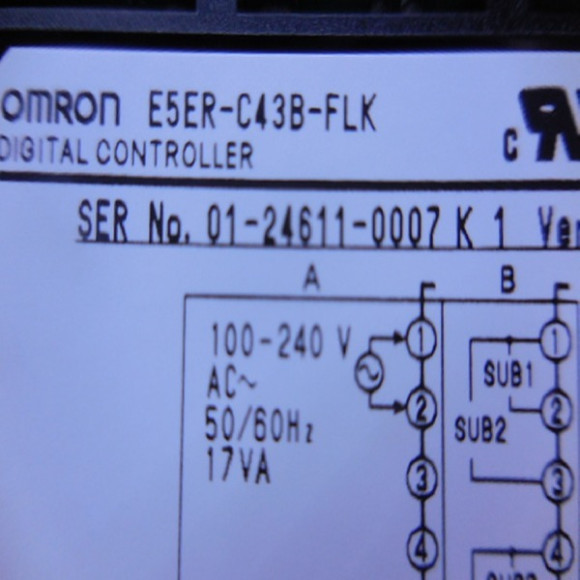 OMRON E5ER-C43B-FLK
DIGITAL CONTROLLER
C
SER No. 01-24611-0007 K 1 Ver
A B
100-240 V
AC~
50/60Hz
17VA
1
2
3
4
1
SUB1
2
SUB2
3
4